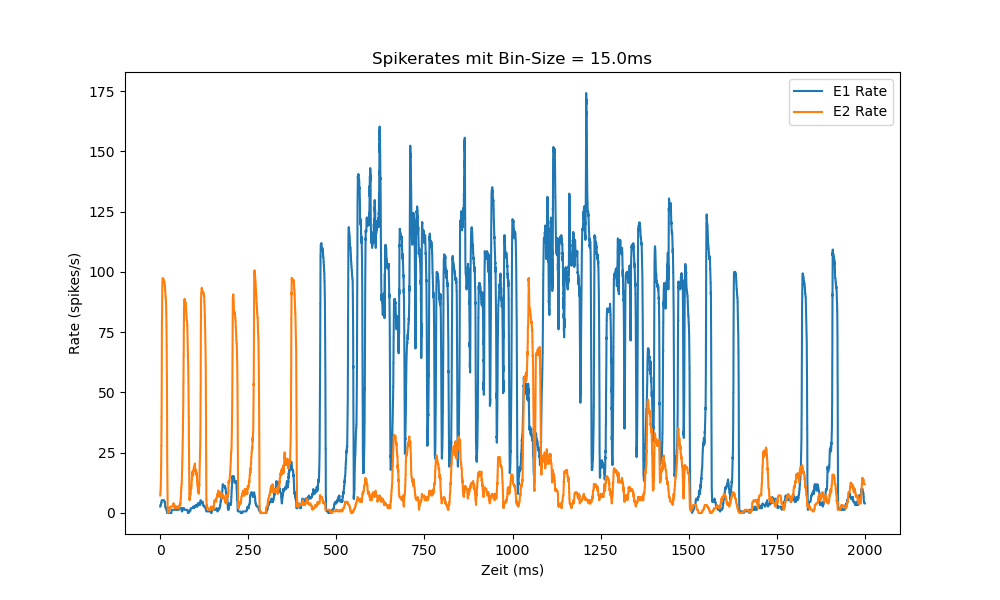 Spikerates mit Bin-Size = 15.0ms
E1 Rate
E2 Rate
Rate (spikes/s)
175
150
125
100
75
50
25
0
0 250 500 750 1000 1250 1500 1750 2000
Zeit (ms)